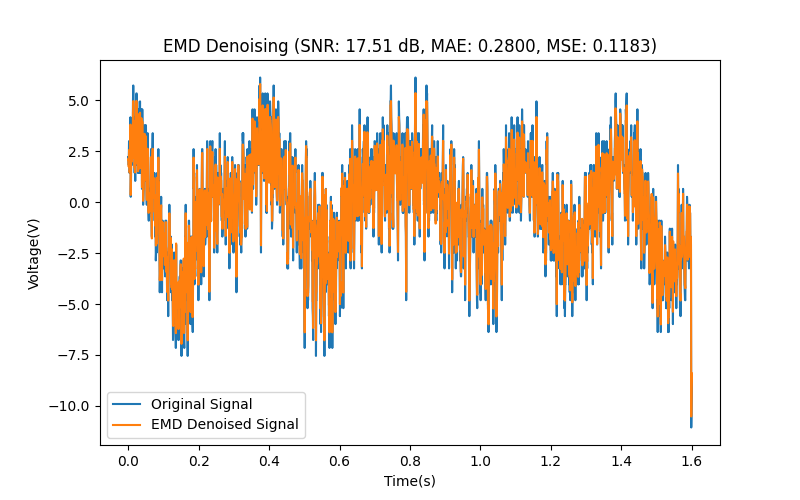 EMD Denoising (SNR: 17.51 dB, MAE: 0.2800, MSE: 0.1183)
5.0
2.5
0.0
−2.5
−5.0
−7.5
−10.0
Voltage(V)
Original Signal
EMD Denoised Signal
0.0 0.2 0.4 0.6 0.8 1.0 1.2 1.4 1.6
Time(s)